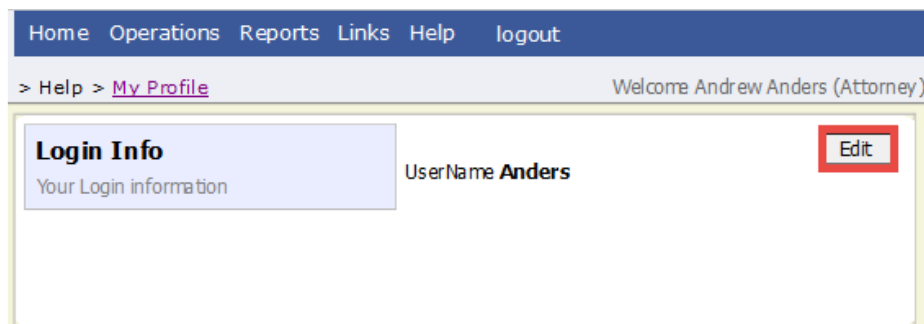 Home Operations Reports Links Help logout
> Help > My Profile Welcome Andrew Anders (Attorney)
Login Info
Your Login information
UserName Anders
Edit